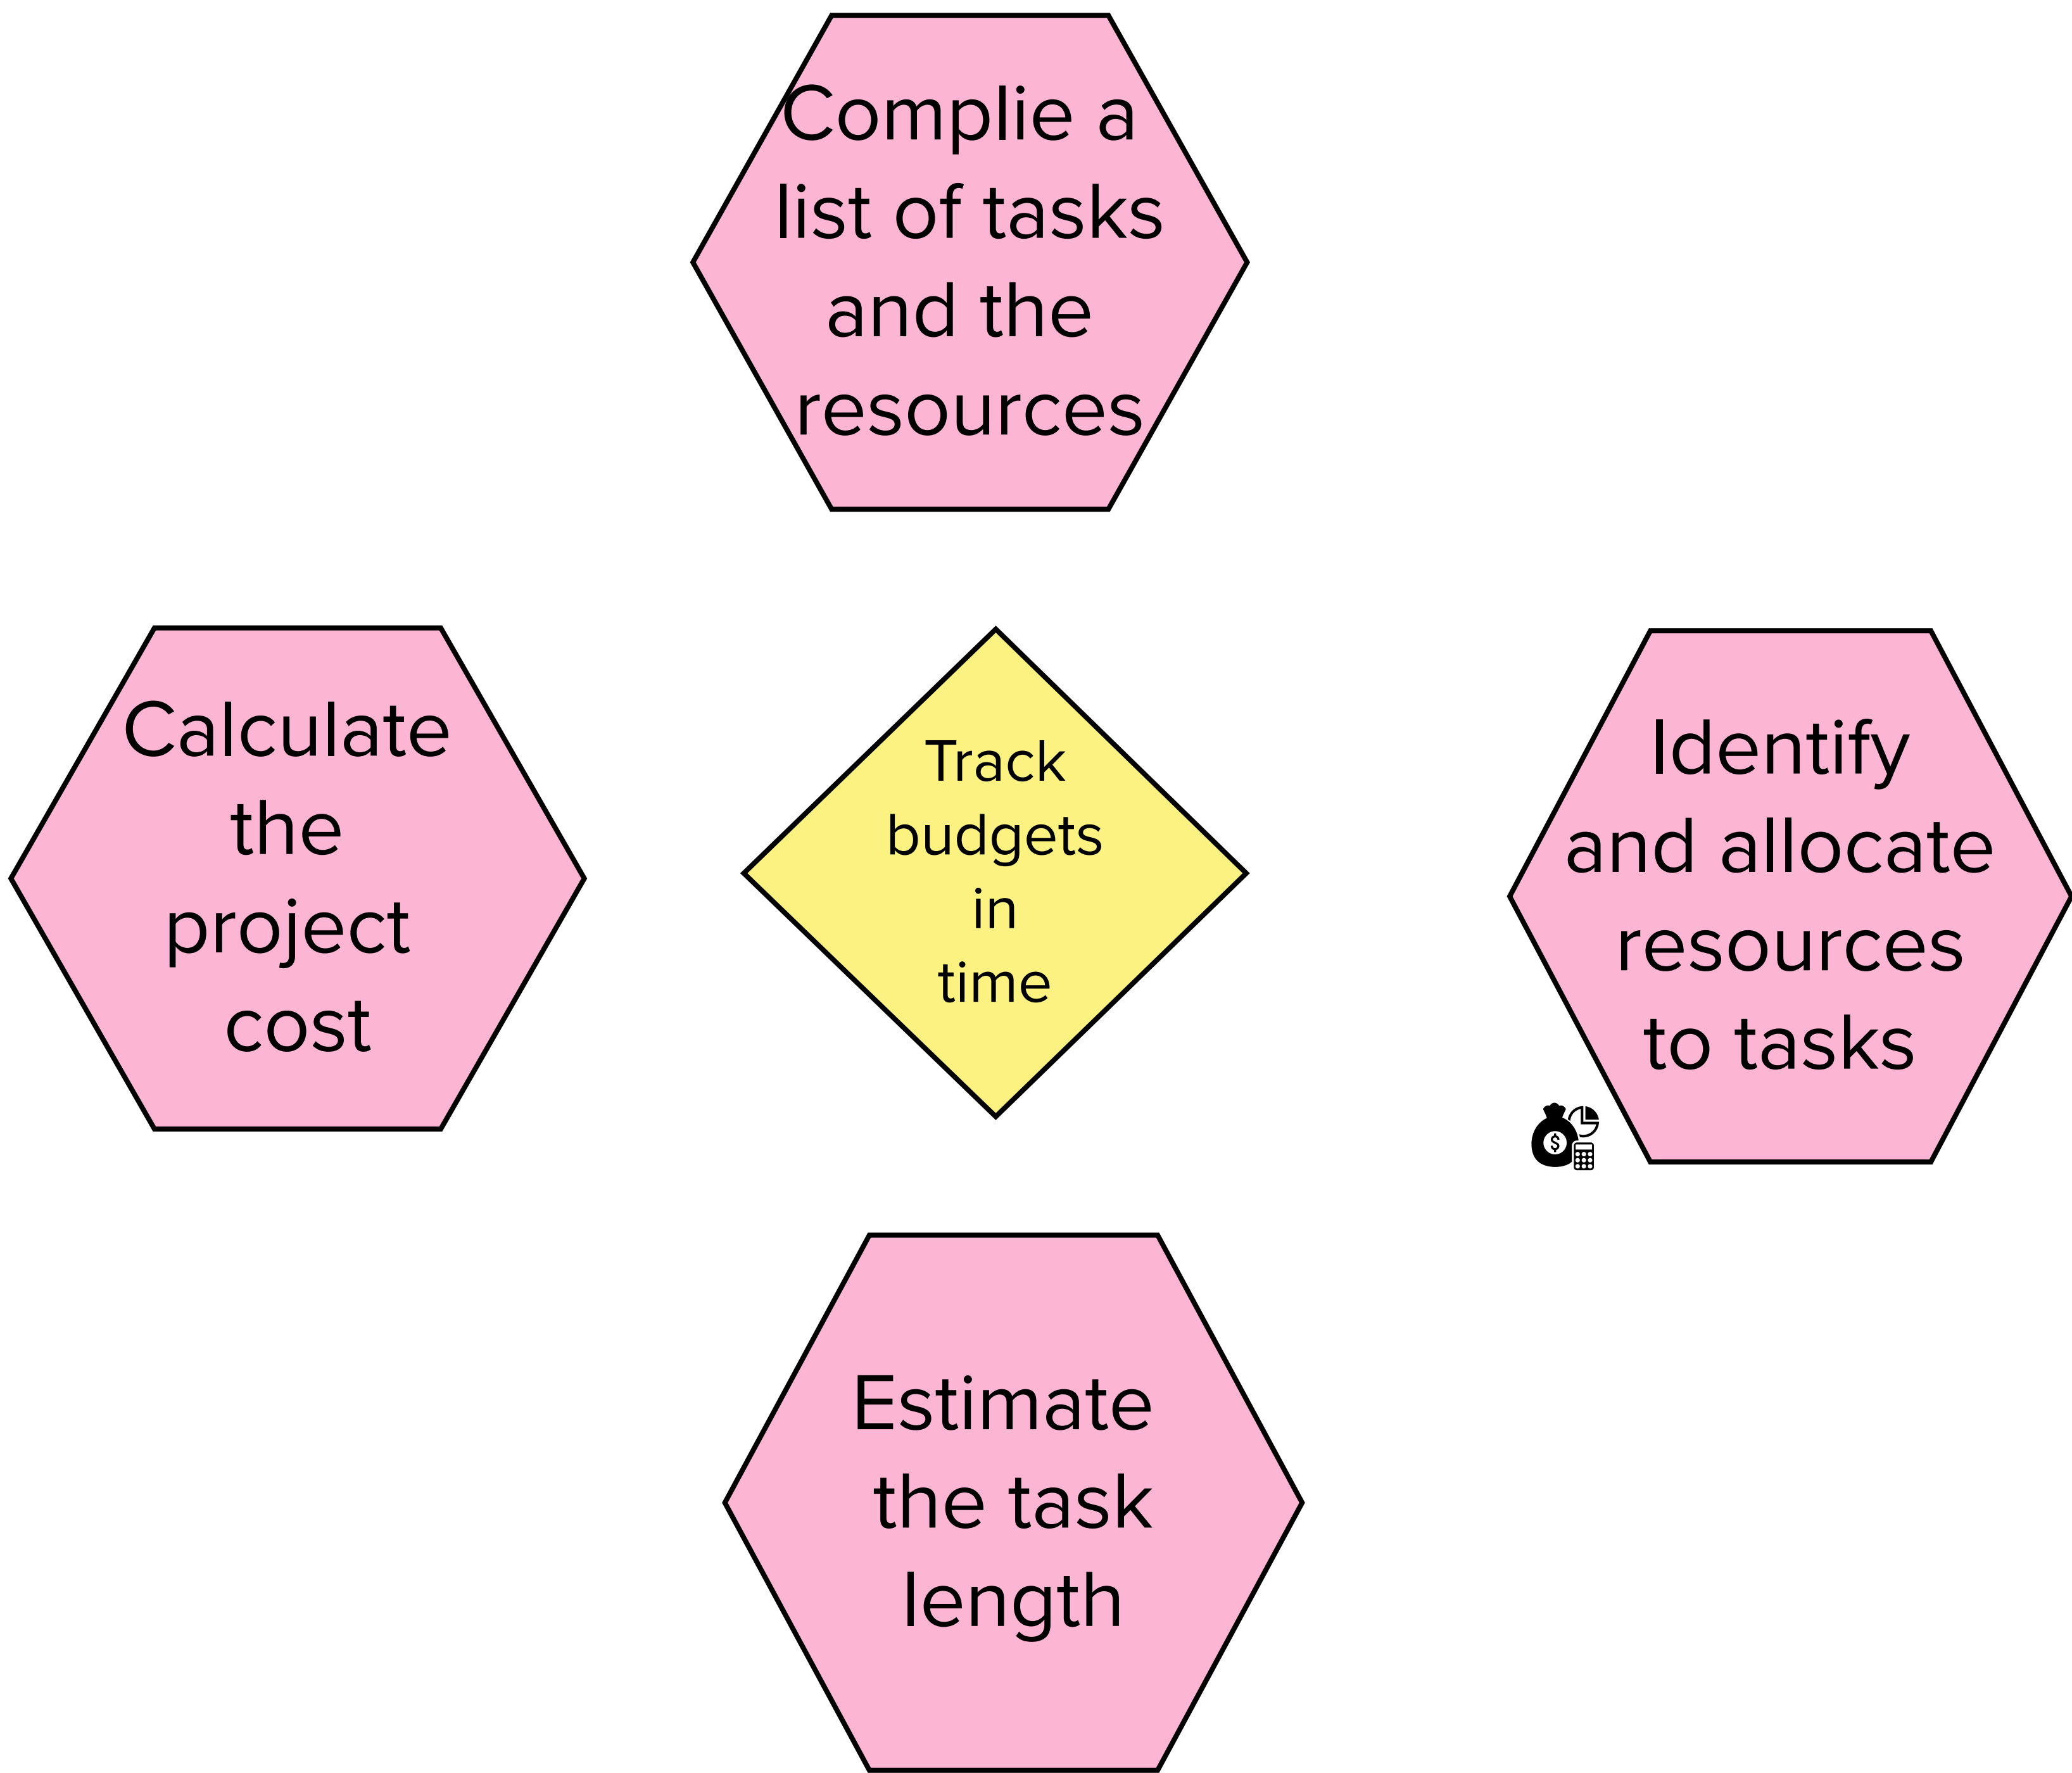 Complie a
list of tasks
and the
resources
Calculate
the
project
cost
Track
budgets
in
time
Identify
and allocate
resources
to tasks
$
Estimate
the task
length